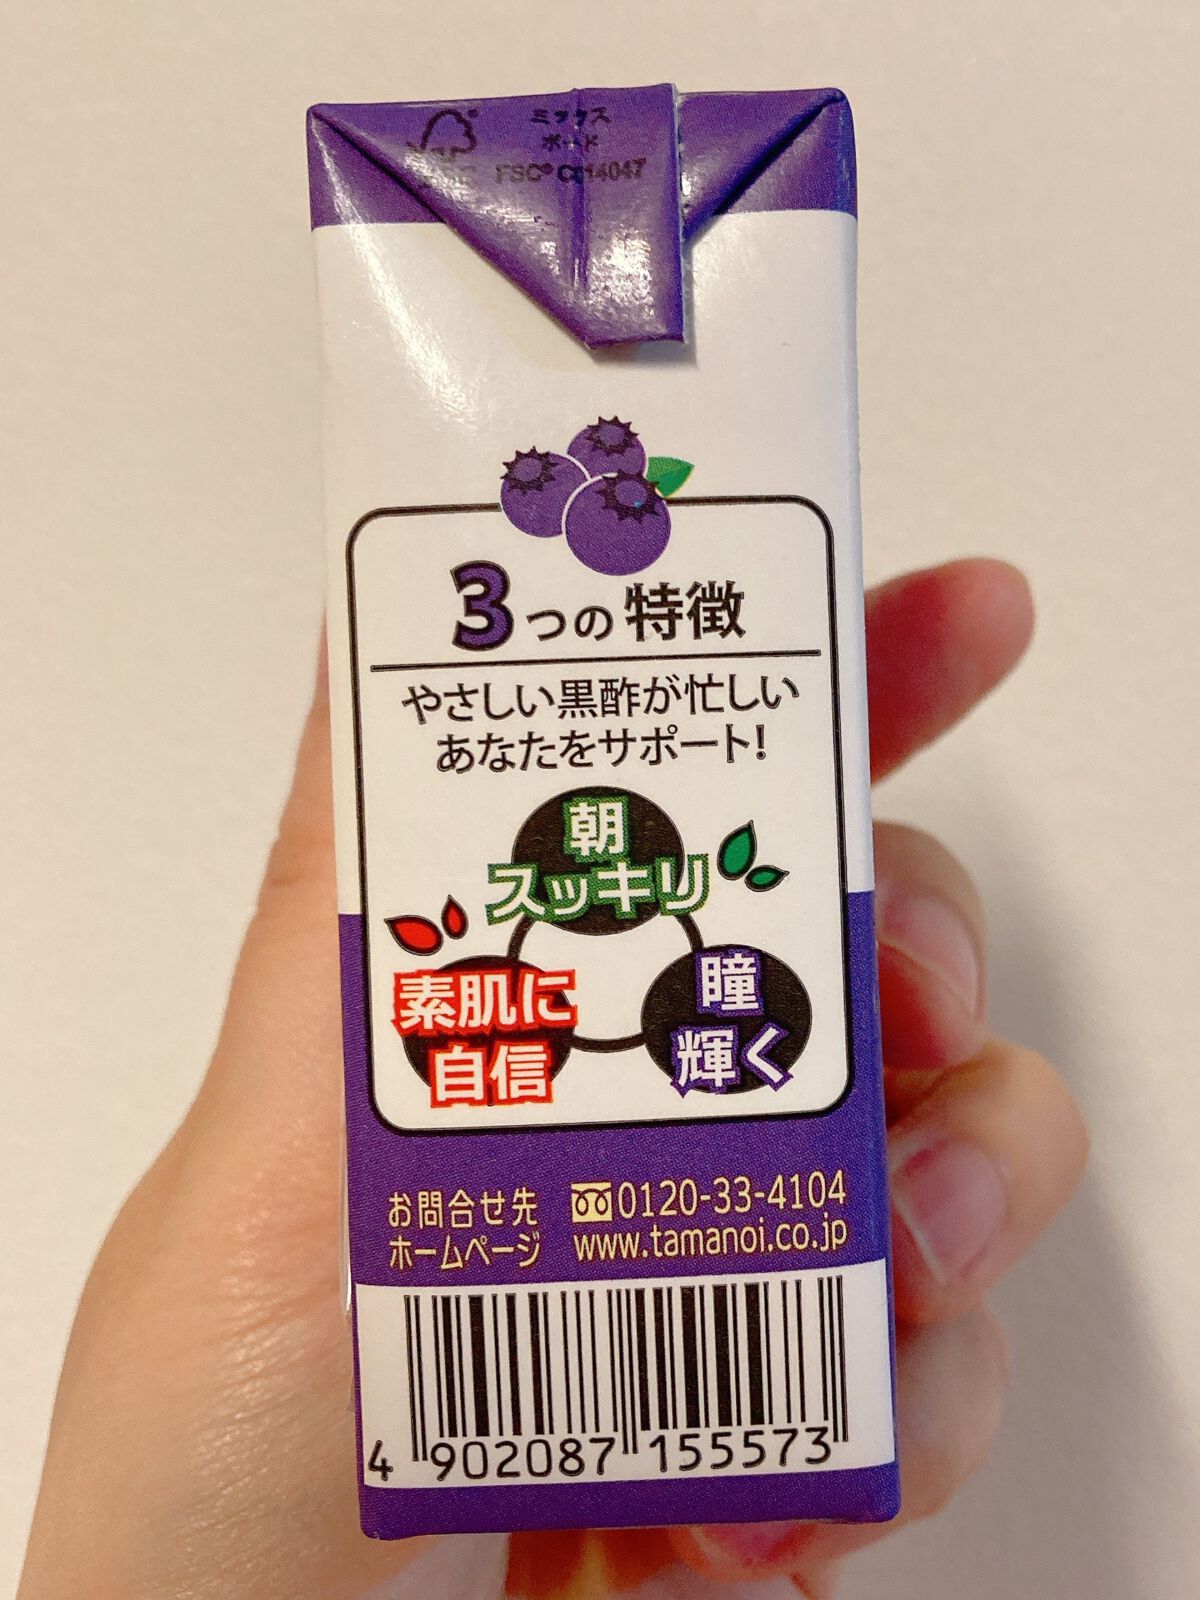 ミックス
ボード
FSC® C014047
3つの特徴
やさしい黒酢が忙しい
あなたをサポート!
朝
スッキリ
素肌に
自信
瞳
輝く
お問合せ先 0120-33-4104
ホームページ www.tamanoi.co.jp
4 902087 155573